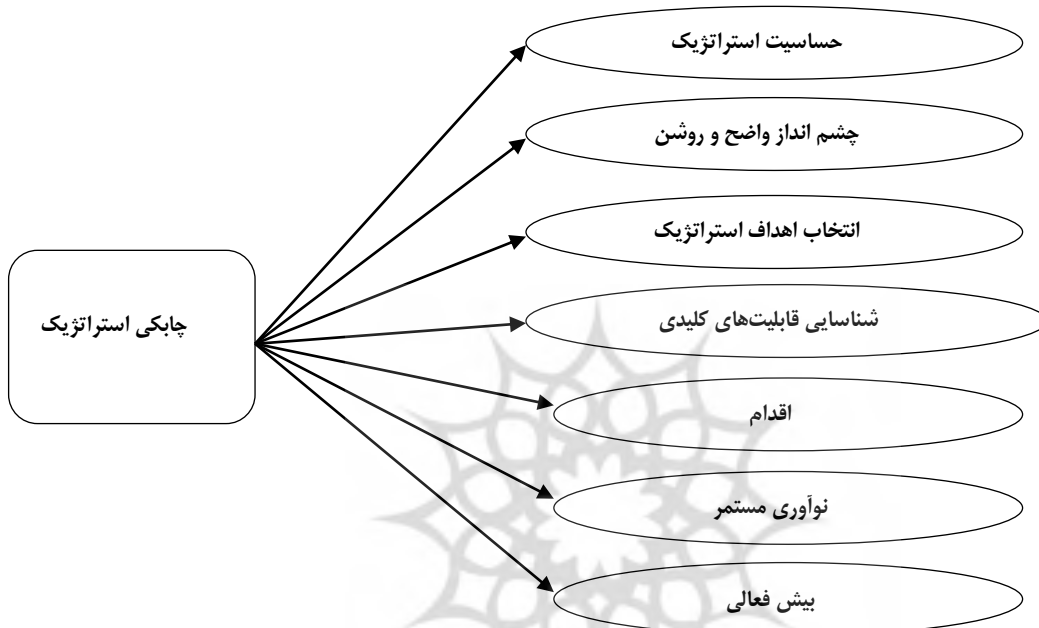 حساسیت استراتژیک
چشم انداز واضح و روشن
انتخاب اهداف استراتژیک
چابکی استراتژیک
شناسایی قابلیت‌های کلیدی
اقدام
نوآوری مستمر
بیش فعالی